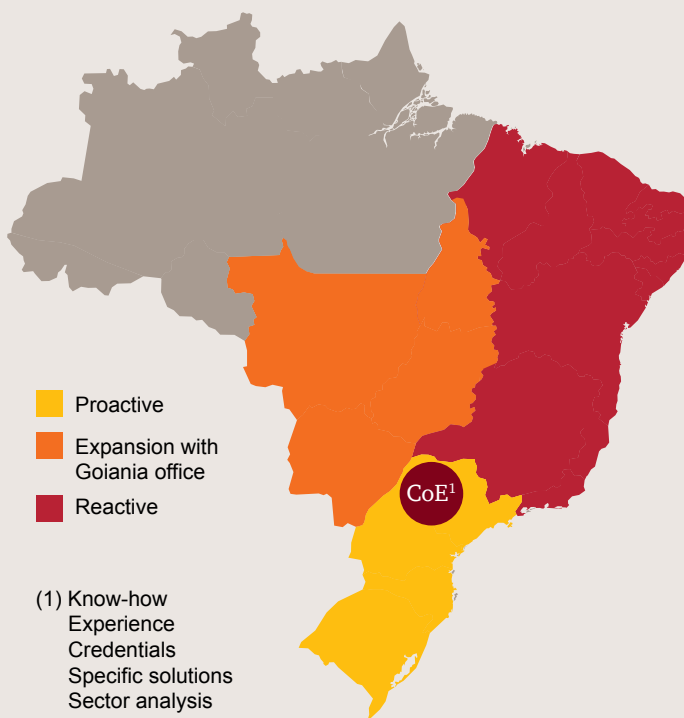 CoE¹
Proactive
Expansion with
Goiania office
Reactive
(1) Know-how
Experience
Credentials
Specific solutions
Sector analysis